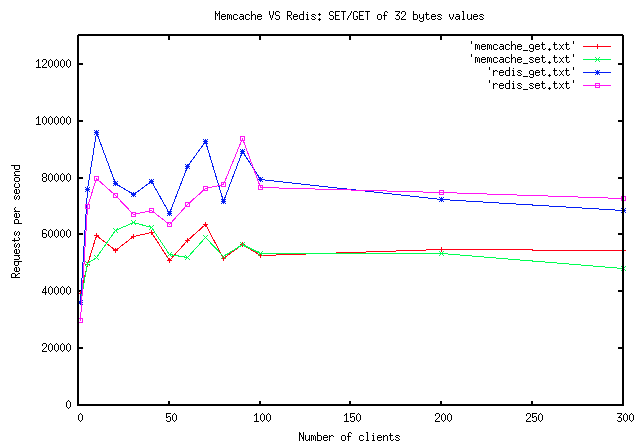 Memcache VS Redis: SET/GET of 32 bytes values
'memcache_get.txt'
'memcache_set.txt'
'redis_get.txt'
'redis_set.txt'
120000
100000
80000
60000
40000
20000
0
Requests per second
0 50 100 150 200 250 300
Number of clients